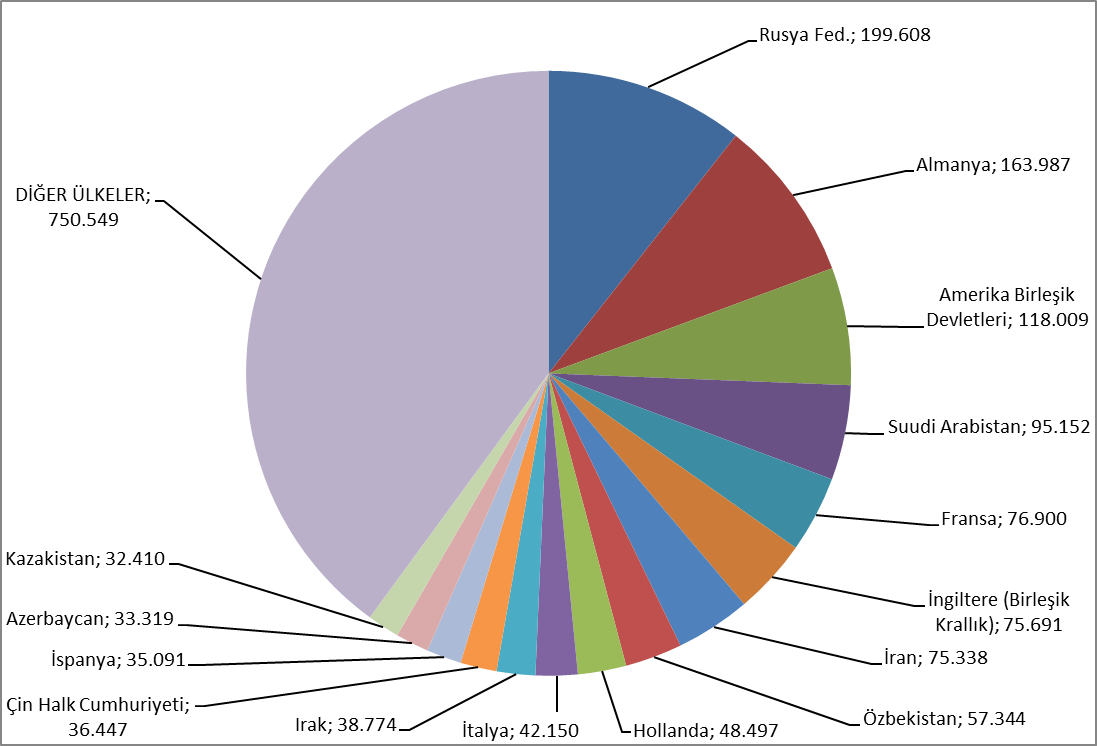 Rusya Fed.; 199.608
Almanya; 163.987
Amerika Birleşik
Devletleri; 118.009
Suudi Arabistan; 95.152
Fransa; 76.900
İngiltere (Birleşik
Krallık); 75.691
İran; 75.338
Özbekistan; 57.344
Hollanda; 48.497
İtalya; 42.150
Irak; 38.774
Çin Halk Cumhuriyeti;
36.447
İspanya; 35.091
Azerbaycan; 33.319
Kazakistan; 32.410
DİĞER ÜLKELER;
750.549